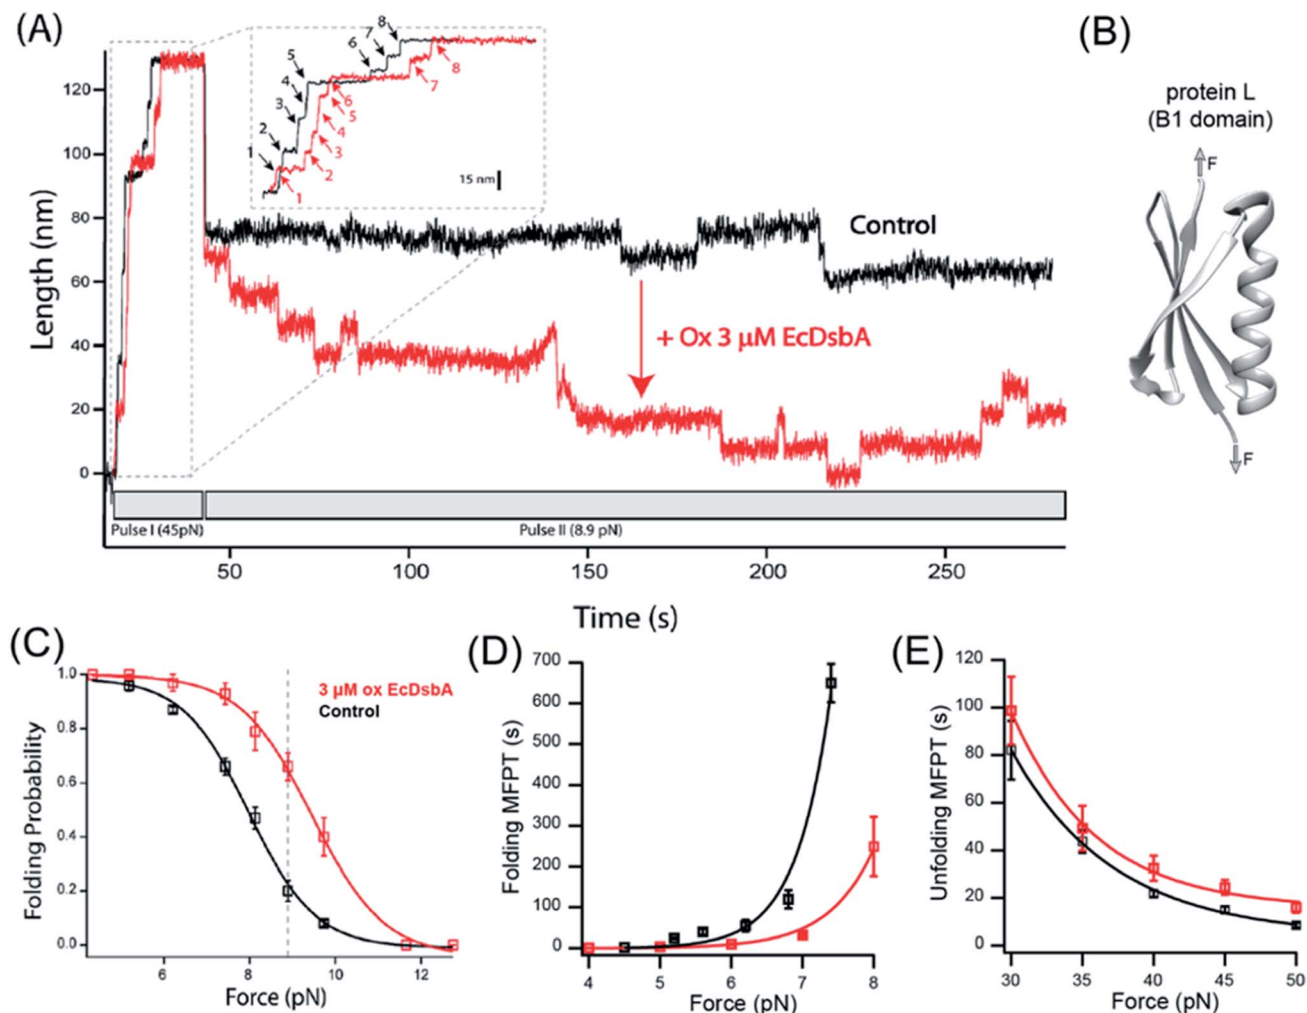 (A)
Length (nm)
120
100
80
60
40
20
0
1
2
3
4
5
6
7
8
1
2
3
4
5
6
7
8
15 nm
Control
+ Ox 3 µM EcDsbA
Pulse I (45pN)
Pulse II (8.9 pN)
50
100
150
200
250
Time (s)
(B)
protein L
(B1 domain)
F
F
(C)
Folding Probability
1.0
0.8
0.6
0.4
0.2
0.0
3 µM ox EcDsbA
Control
6
8
10
12
Force (pN)
(D)
Folding MFPT (s)
700
600
500
400
300
200
100
0
4
5
6
7
8
Force (pN)
(E)
Unfolding MFPT (s)
120
100
80
60
40
20
0
30
35
40
45
50
Force (pN)